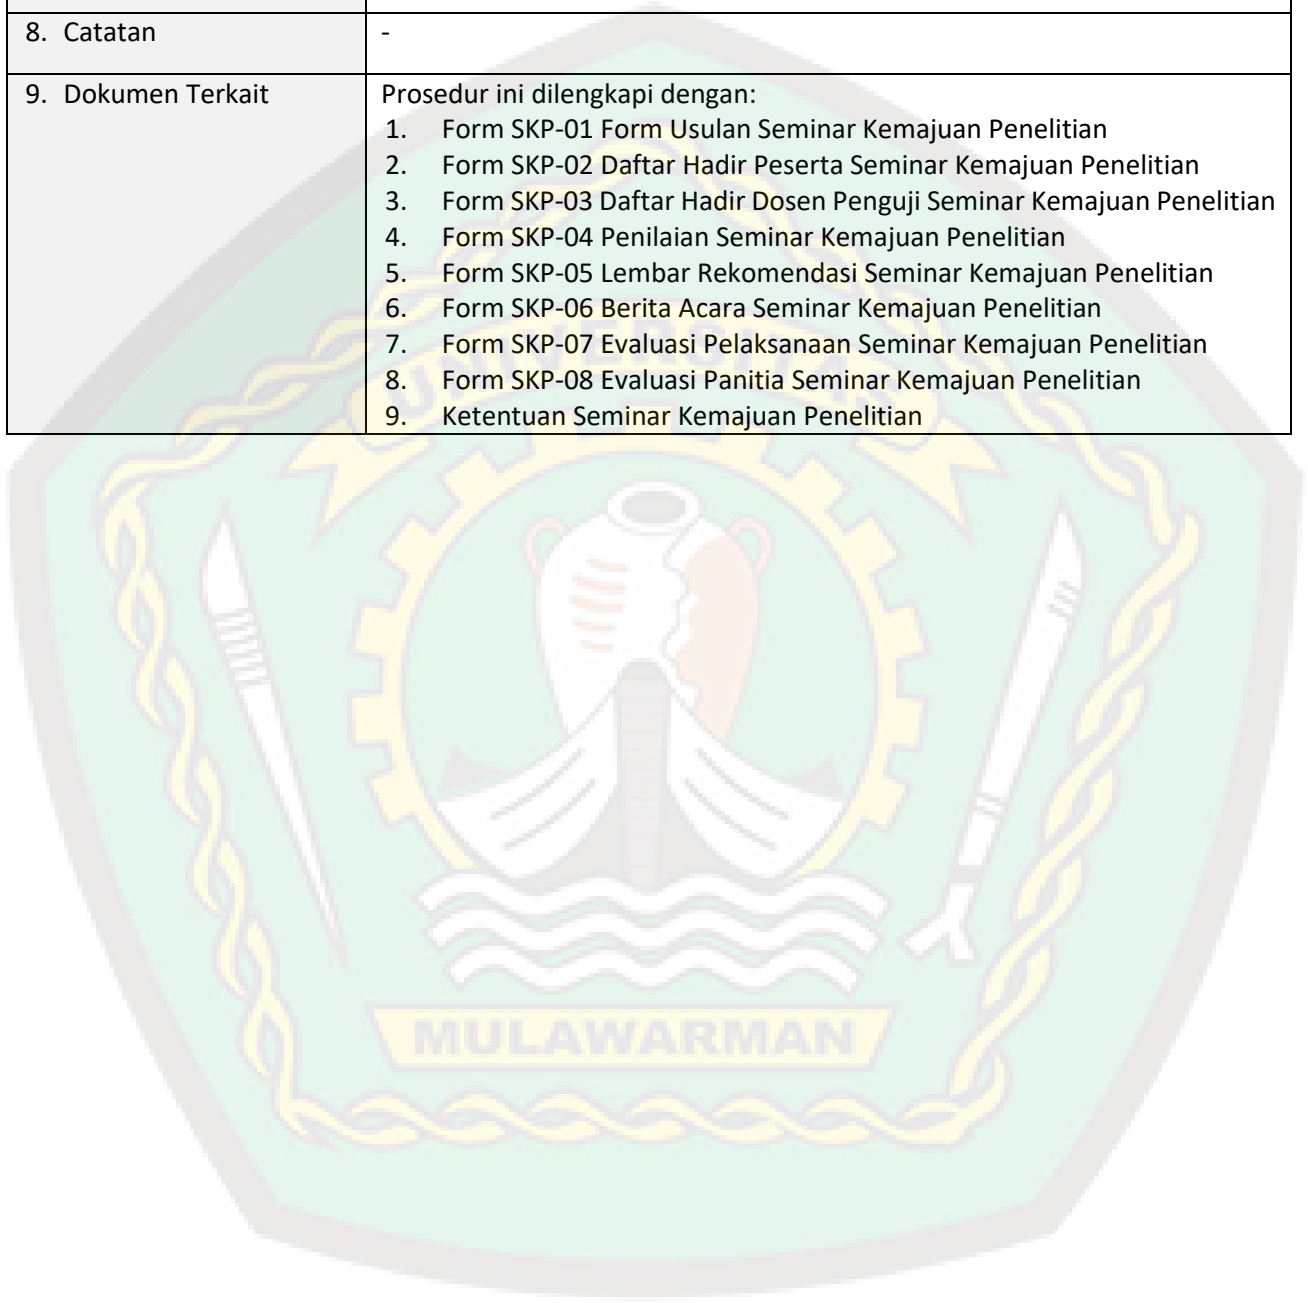 8. Catatan
-
9. Dokumen Terkait
Prosedur ini dilengkapi dengan:
1. Form SKP-01 Form Usulan Seminar Kemajuan Penelitian
2. Form SKP-02 Daftar Hadir Peserta Seminar Kemajuan Penelitian
3. Form SKP-03 Daftar Hadir Dosen Penguji Seminar Kemajuan Penelitian
4. Form SKP-04 Penilaian Seminar Kemajuan Penelitian
5. Form SKP-05 Lembar Rekomendasi Seminar Kemajuan Penelitian
6. Form SKP-06 Berita Acara Seminar Kemajuan Penelitian
7. Form SKP-07 Evaluasi Pelaksanaan Seminar Kemajuan Penelitian
8. Form SKP-08 Evaluasi Panitia Seminar Kemajuan Penelitian
9. Ketentuan Seminar Kemajuan Penelitian
UNIVERSITAS
MULAWARMAN